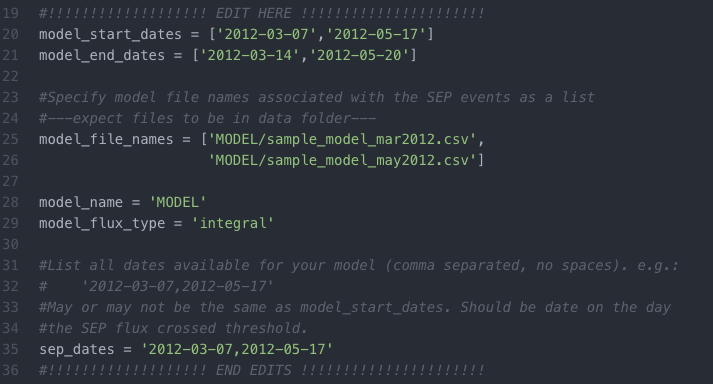 19 #!!!!!!!!!!!!!!!!!!! EDIT HERE !!!!!!!!!!!!!!!!!!!!!!
20 model_start_dates = ['2012-03-07','2012-05-17']
21 model_end_dates = ['2012-03-14','2012-05-20']
22
23 #Specify model file names associated with the SEP events as a list
24 #~~~expect files to be in data folder~~~
25 model_file_names = ['MODEL/sample_model_mar2012.csv',
26                     'MODEL/sample_model_may2012.csv']
27
28 model_name = 'MODEL'
29 model_flux_type = 'integral'
30
31 #List all dates available for your model (comma separated, no spaces). e.g.:
32 #    '2012-03-07,2012-05-17'
33 #May or may not be the same as model_start_dates. Should be date on the day
34 #the SEP flux crossed threshold.
35 sep_dates = '2012-03-07,2012-05-17'
36 #!!!!!!!!!!!!!!!!!!! END EDITS !!!!!!!!!!!!!!!!!!!!!!